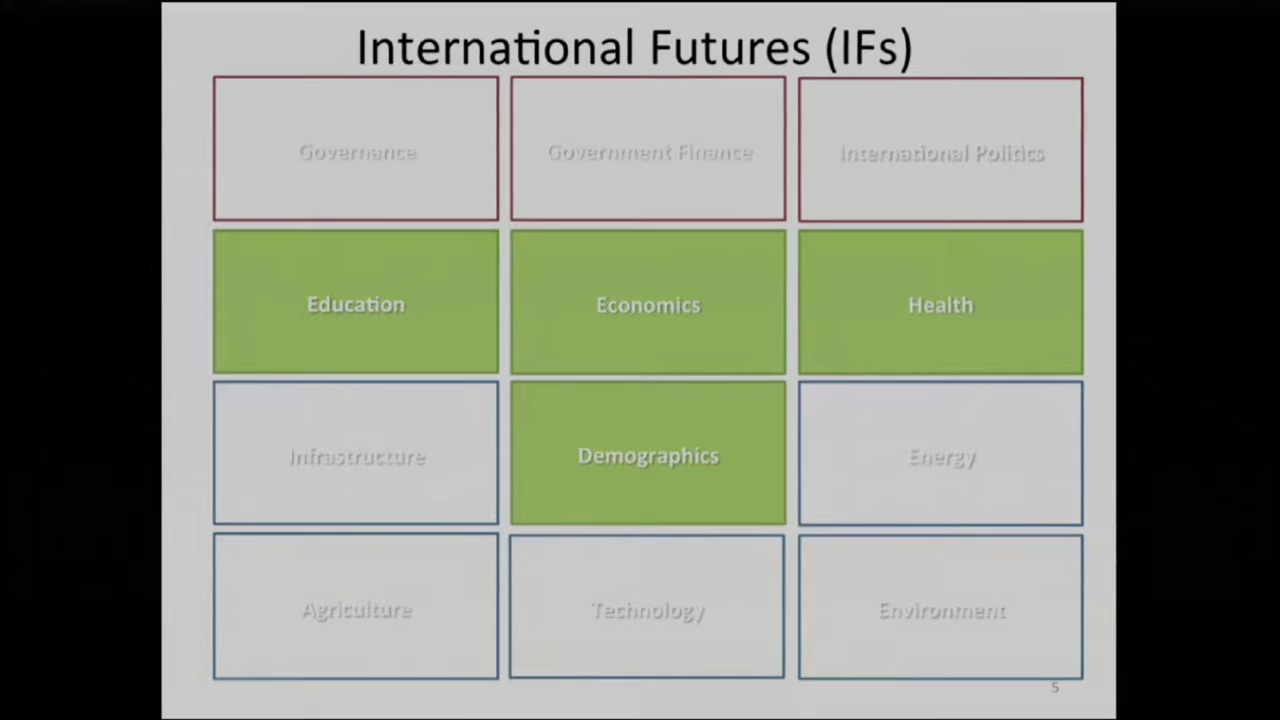 International Futures (IFs)
Governance
Government Finance
International Politics
Education
Economics
Health
Infrastructure
Demographics
Energy
Agriculture
Technology
Environment
5